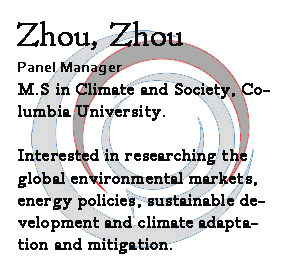 Zhou, Zhou
Panel Manager
M.S in Climate and Society, Co-
lumbia University.
Interested in researching the
global environmental markets,
energy policies, sustainable de-
velopment and climate adapta-
tion and mitigation.